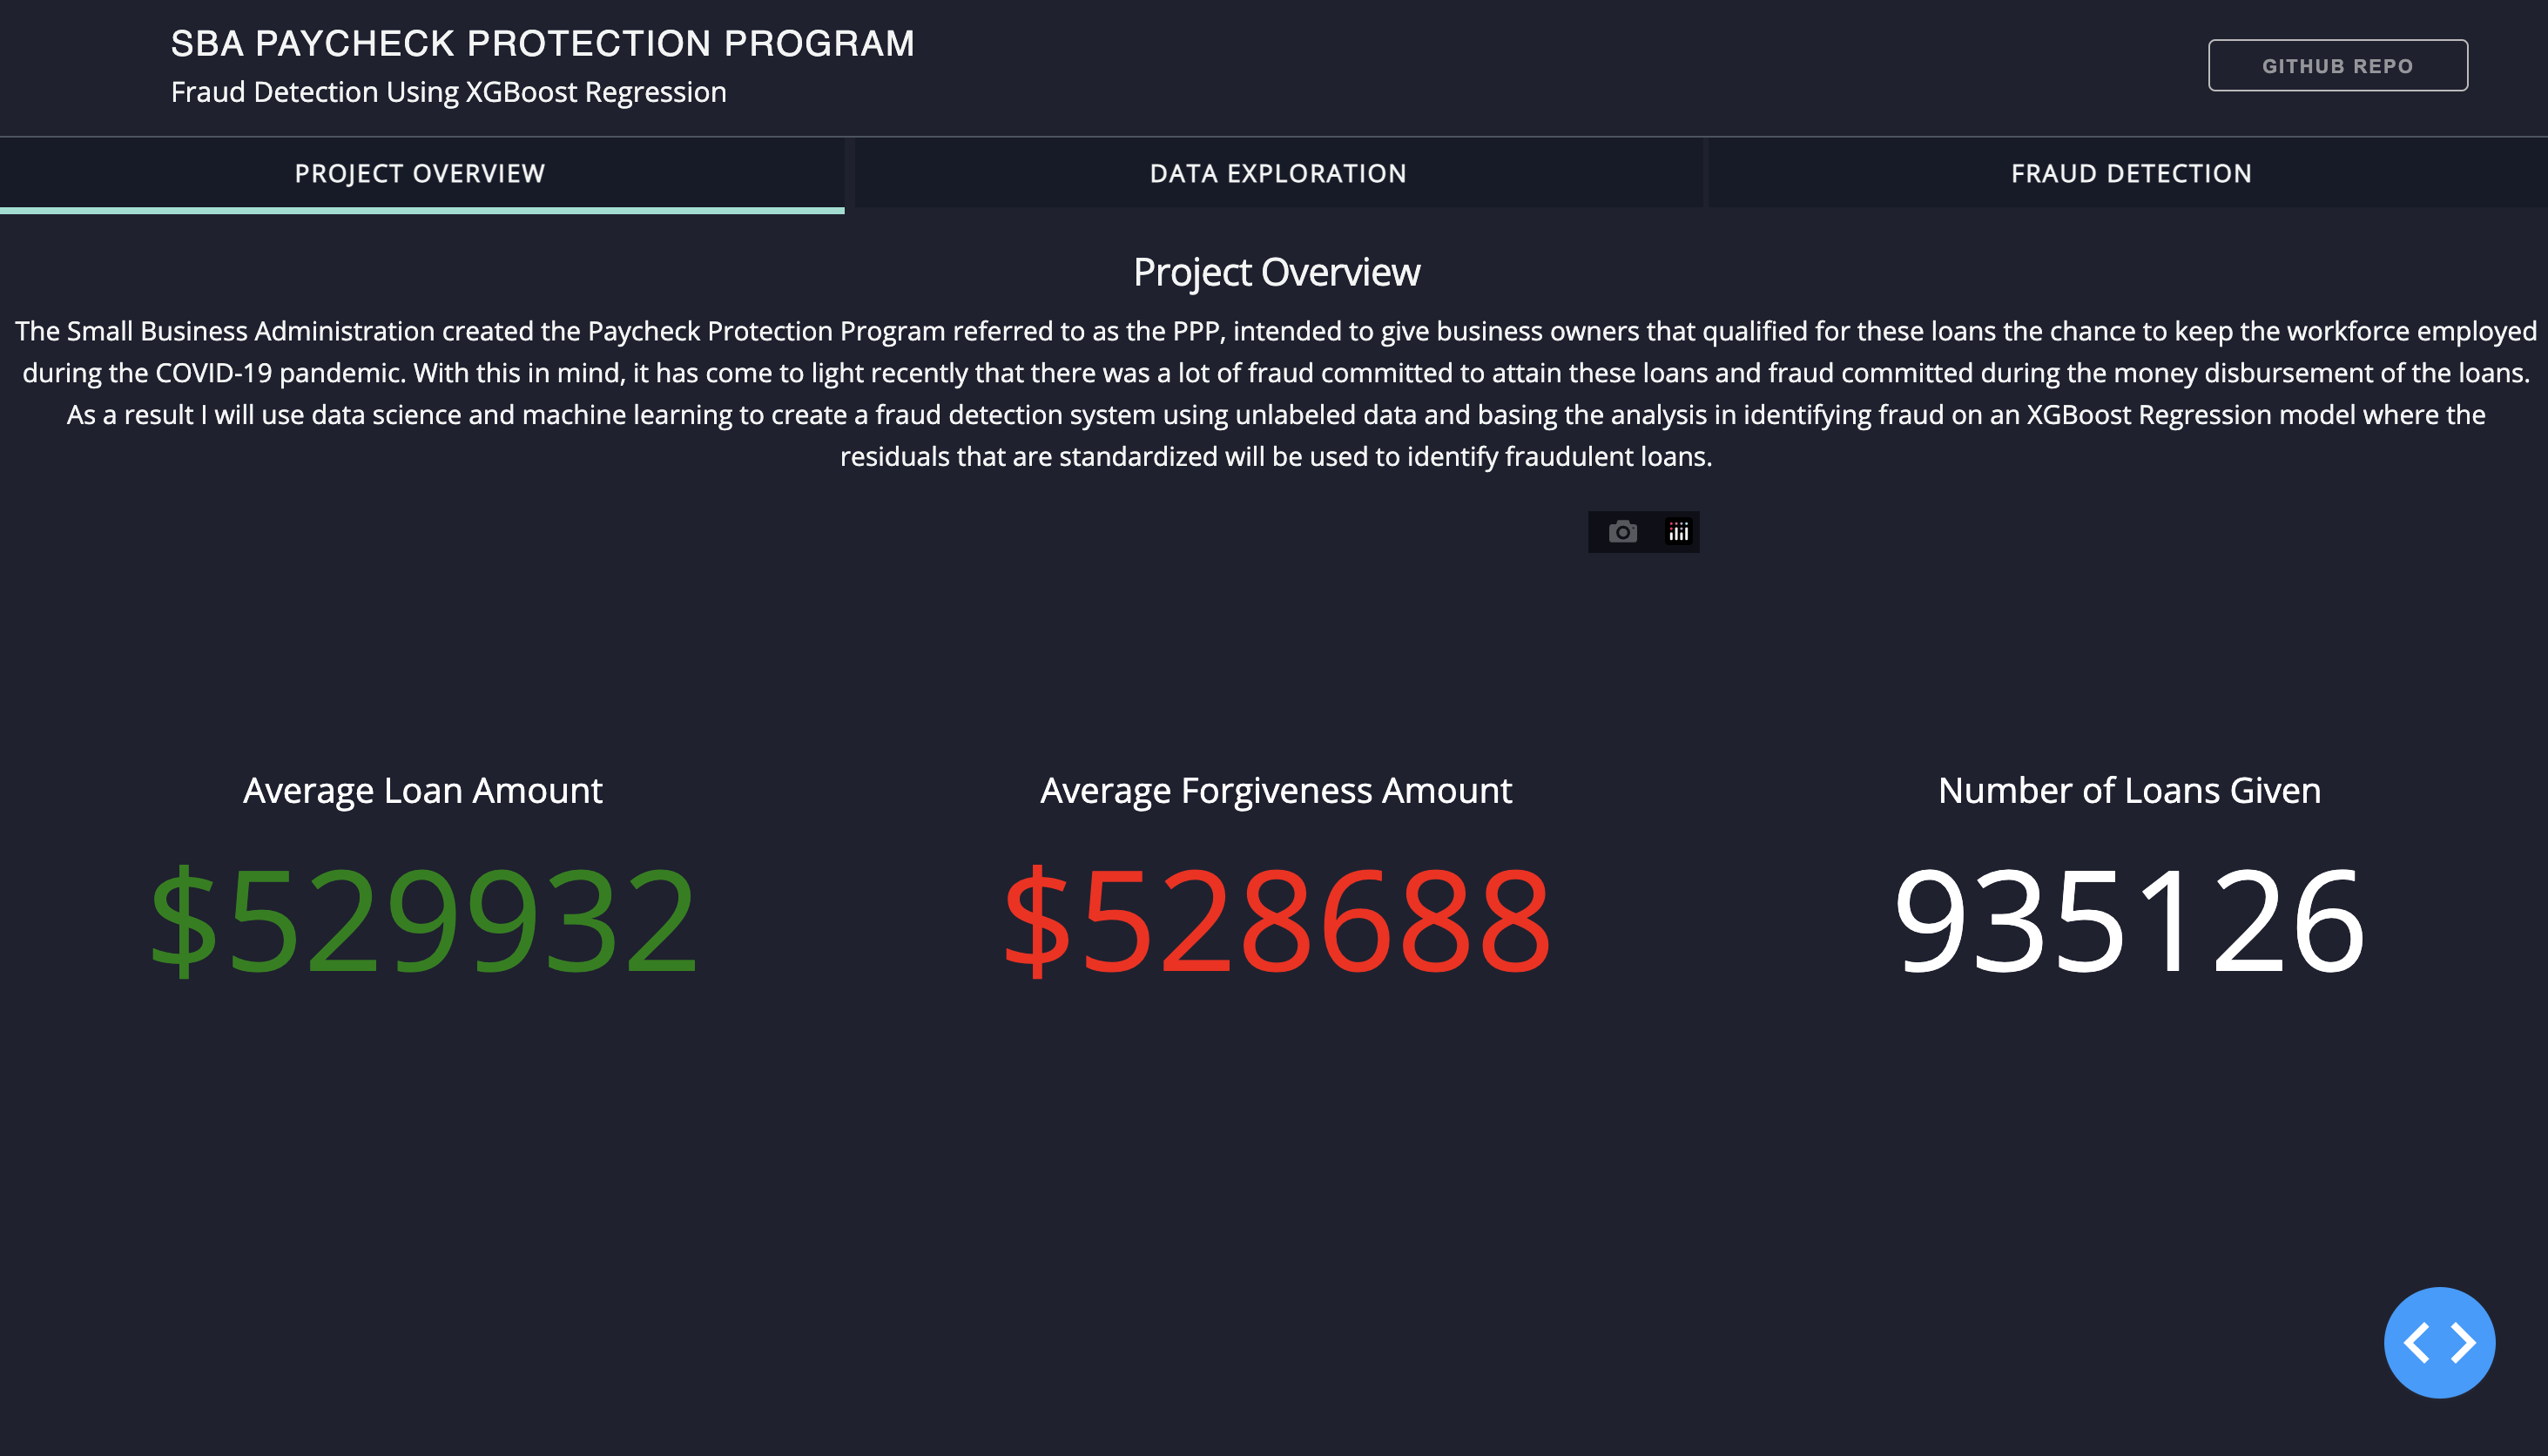 SBA PAYCHECK PROTECTION PROGRAM
Fraud Detection Using XGBoost Regression
GITHUB REPO
PROJECT OVERVIEW
DATA EXPLORATION
FRAUD DETECTION
Project Overview
The Small Business Administration created the Paycheck Protection Program referred to as the PPP, intended to give business owners that qualified for these loans the chance to keep the workforce employed
during the COVID-19 pandemic. With this in mind, it has come to light recently that there was a lot of fraud committed to attain these loans and fraud committed during the money disbursement of the loans.
As a result I will use data science and machine learning to create a fraud detection system using unlabeled data and basing the analysis in identifying fraud on an XGBoost Regression model where the
residuals that are standardized will be used to identify fraudulent loans.
Average Loan Amount
$529932
Average Forgiveness Amount
$528688
Number of Loans Given
935126